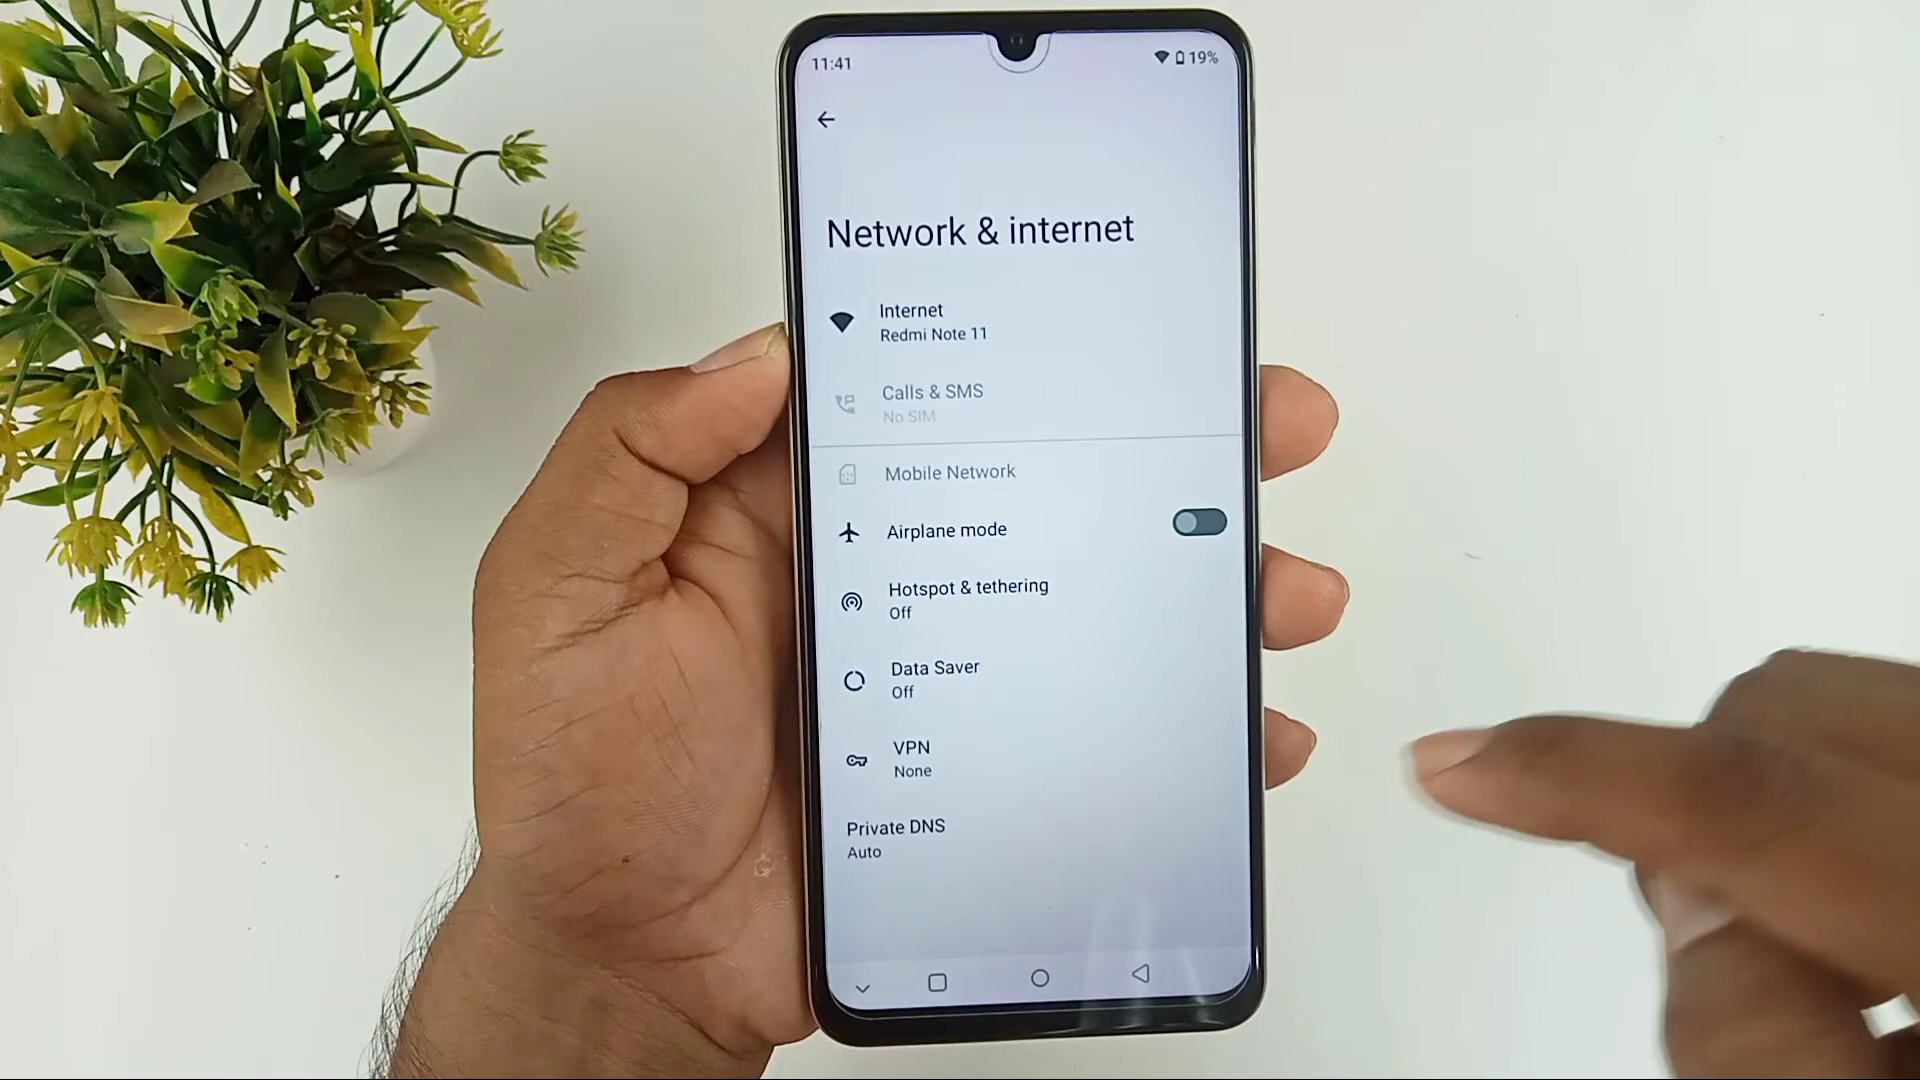 11:41
19%
Network & internet
Internet
Redmi Note 11
Calls & SMS
No SIM
Mobile Network
Airplane mode
Hotspot & tethering
Off
Data Saver
Off
VPN
None
Private DNS
Auto